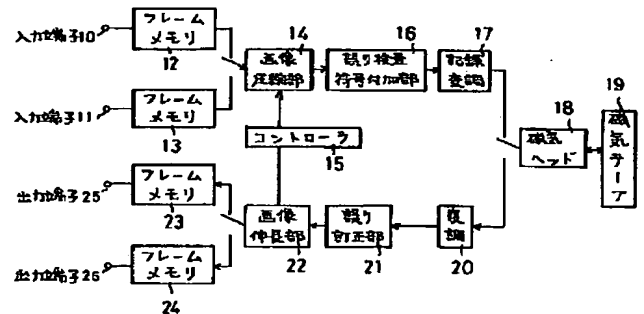 入力端子10
フレーム
メモリ
12
入力端子11
フレーム
メモリ
13
14
画像
圧縮部
16
誤り検査
符号付加部
17
記録
変調
18
磁気
ヘッド
19
磁気テープ
コントローラ
15
出力端子25
フレーム
メモリ
23
出力端子26
フレーム
メモリ
24
画像
伸長部
22
誤り
訂正部
21
復調
20